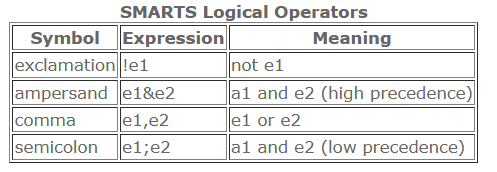 SMARTS Logical Operators
Symbol Expression Meaning
exclamation !e1 not e1
ampersand e1&e2 a1 and e2 (high precedence)
comma e1,e2 e1 or e2
semicolon e1;e2 a1 and e2 (low precedence)